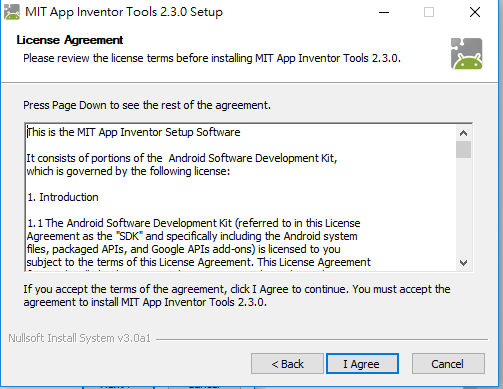 MIT App Inventor Tools 2.3.0 Setup
License Agreement
Please review the license terms before installing MIT App Inventor Tools 2.3.0.
Press Page Down to see the rest of the agreement.
This is the MIT App Inventor Setup Software
It consists of portions of the  Android Software Development Kit,
which is governed by the following license:
1. Introduction
1.1 The Android Software Development Kit (referred to in this License
Agreement as the "SDK" and specifically including the Android system
files, packaged APIs, and Google APIs add-ons) is licensed to you
subject to the terms of this License Agreement. This License Agreement
If you accept the terms of the agreement, click I Agree to continue. You must accept the
agreement to install MIT App Inventor Tools 2.3.0.
Nullsoft Install System v3.0a1
< Back
I Agree
Cancel